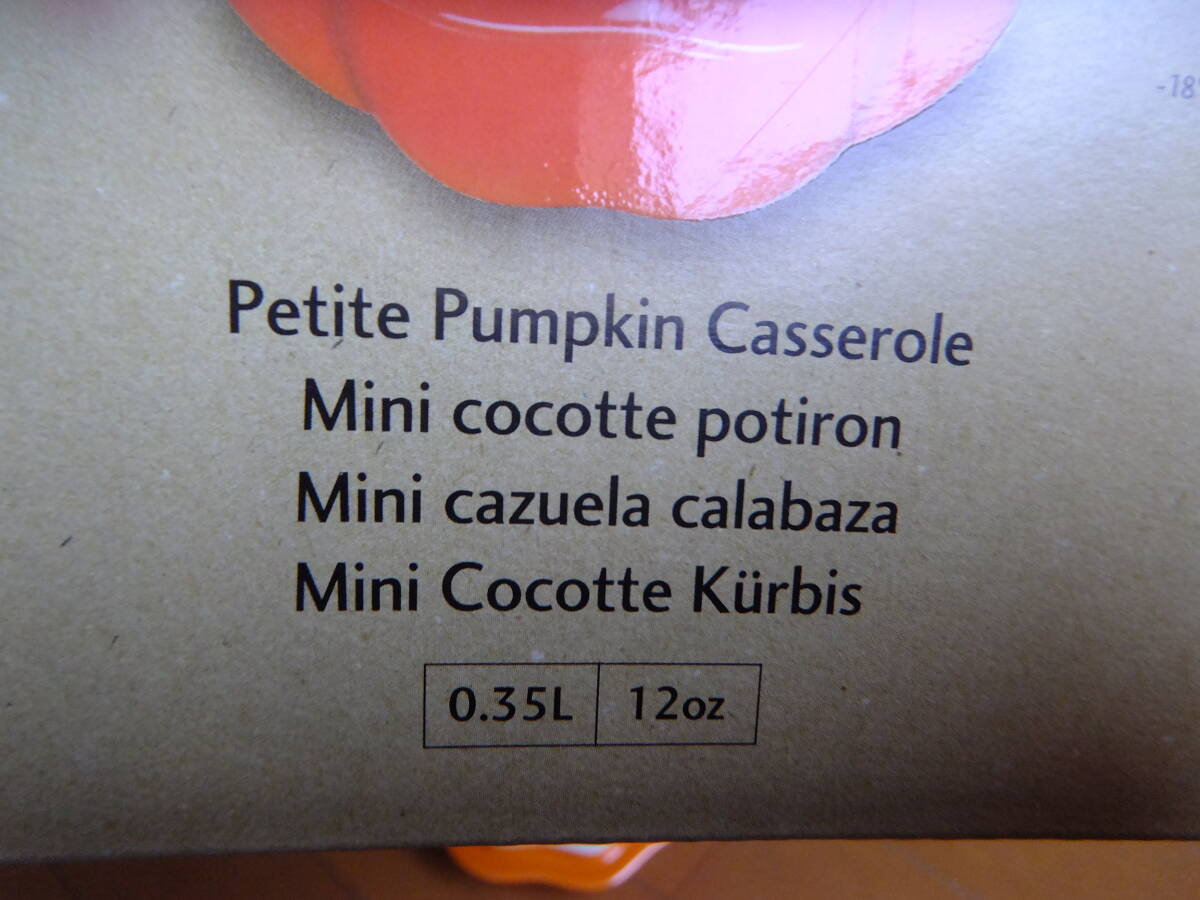 Petite Pumpkin Casserole
Mini cocotte potiron
Mini cazuela calabaza
Mini Cocotte Kürbis
0.35L 12oz